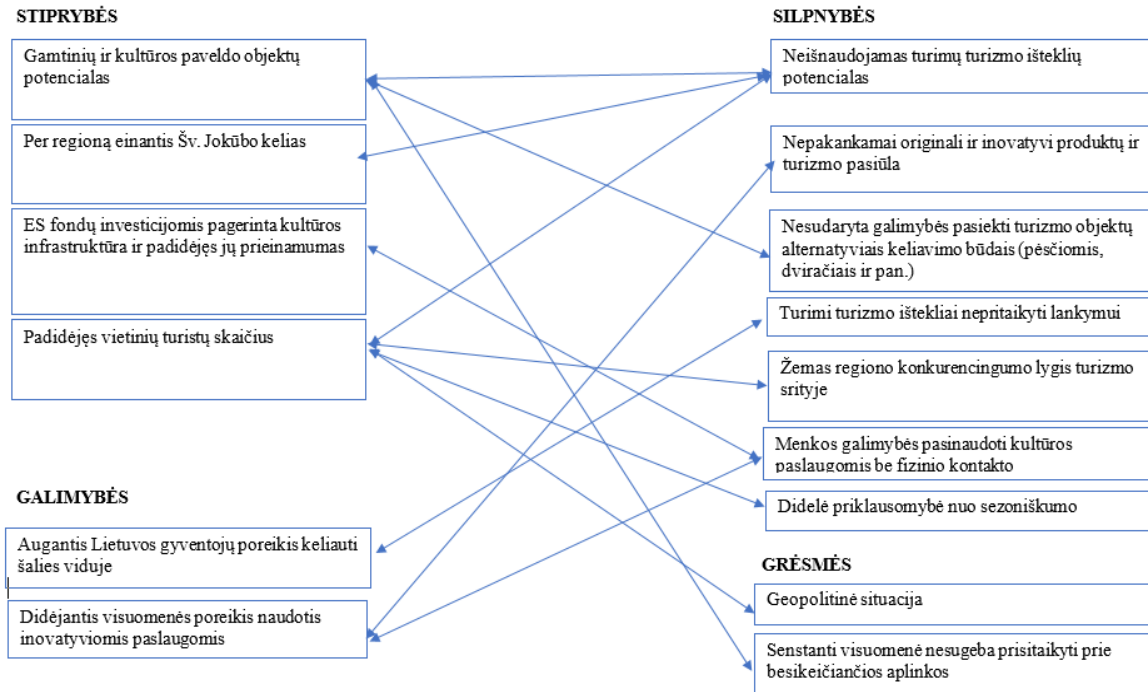 STIPRYBĖS
Gamtinių ir kultūros paveldo objektų
potencialas
Per regioną einantis Šv. Jokūbo kelias
ES fondų investicijomis pagerinta kultūros
infrastruktūra ir padidėjęs jų prieinamumas
Padidėjęs vietinių turistų skaičius
GALIMYBĖS
Augantis Lietuvos gyventojų poreikis keliauti
šalies viduje
Didėjantis visuomenės poreikis naudotis
inovatyviomis paslaugomis
SILPNYBĖS
Neišnaudojamas turimų turizmo išteklių
potencialas
Nepakankamai originali ir inovatyvi produktų ir
turizmo pasiūla
Nesudaryta galimybės pasiekti turizmo objektų
alternatyviais keliavimo būdais (pėsčiomis,
dviračiais ir pan.)
Turimi turizmo ištekliai nepritaikyti lankymui
Žemas regiono konkurencingumo lygis turizmo
srityje
Menkos galimybės pasinaudoti kultūros
paslaugomis be fizinio kontakto
Didelė priklausomybė nuo sezoniškumo
GRĖSMĖS
Geopolitinė situacija
Senstanti visuomenė nesugeba prisitaikyti prie
besikeičiančios aplinkos